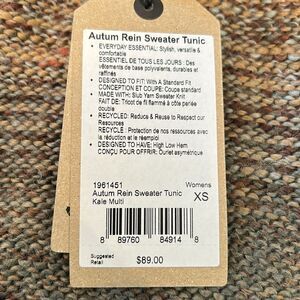 Autum Rein Sweater Tunic
• EVERYDAY ESSENTIAL: Stylish, versatile &
comfortable
ESSENTIEL DE TOUS LES JOURS : Des
vêtements de base polyvalents, durables et
raffinés
• DESIGNED TO FIT: With A Standard Fit
CONCEPTION ET COUPE: Coupe standard
• MADE WITH: Slub Yarn Sweater Knit
FAIT DE: Tricot de fil flammé à côte perlée
double
• RECYCLED: Reduce & Reuse to Respect our
Resources
RECYCLÉ : Protection de nos ressources avec
la réduction et le réemploi
• DESIGNED TO HAVE: High Low Hem
CONÇU POUR OFFRIR: Ourlet asymétrique
1961451 Womens
Autum Rein Sweater Tunic
Kale Multi XS
8 89760 84914 8
Suggested
Retail $89.00